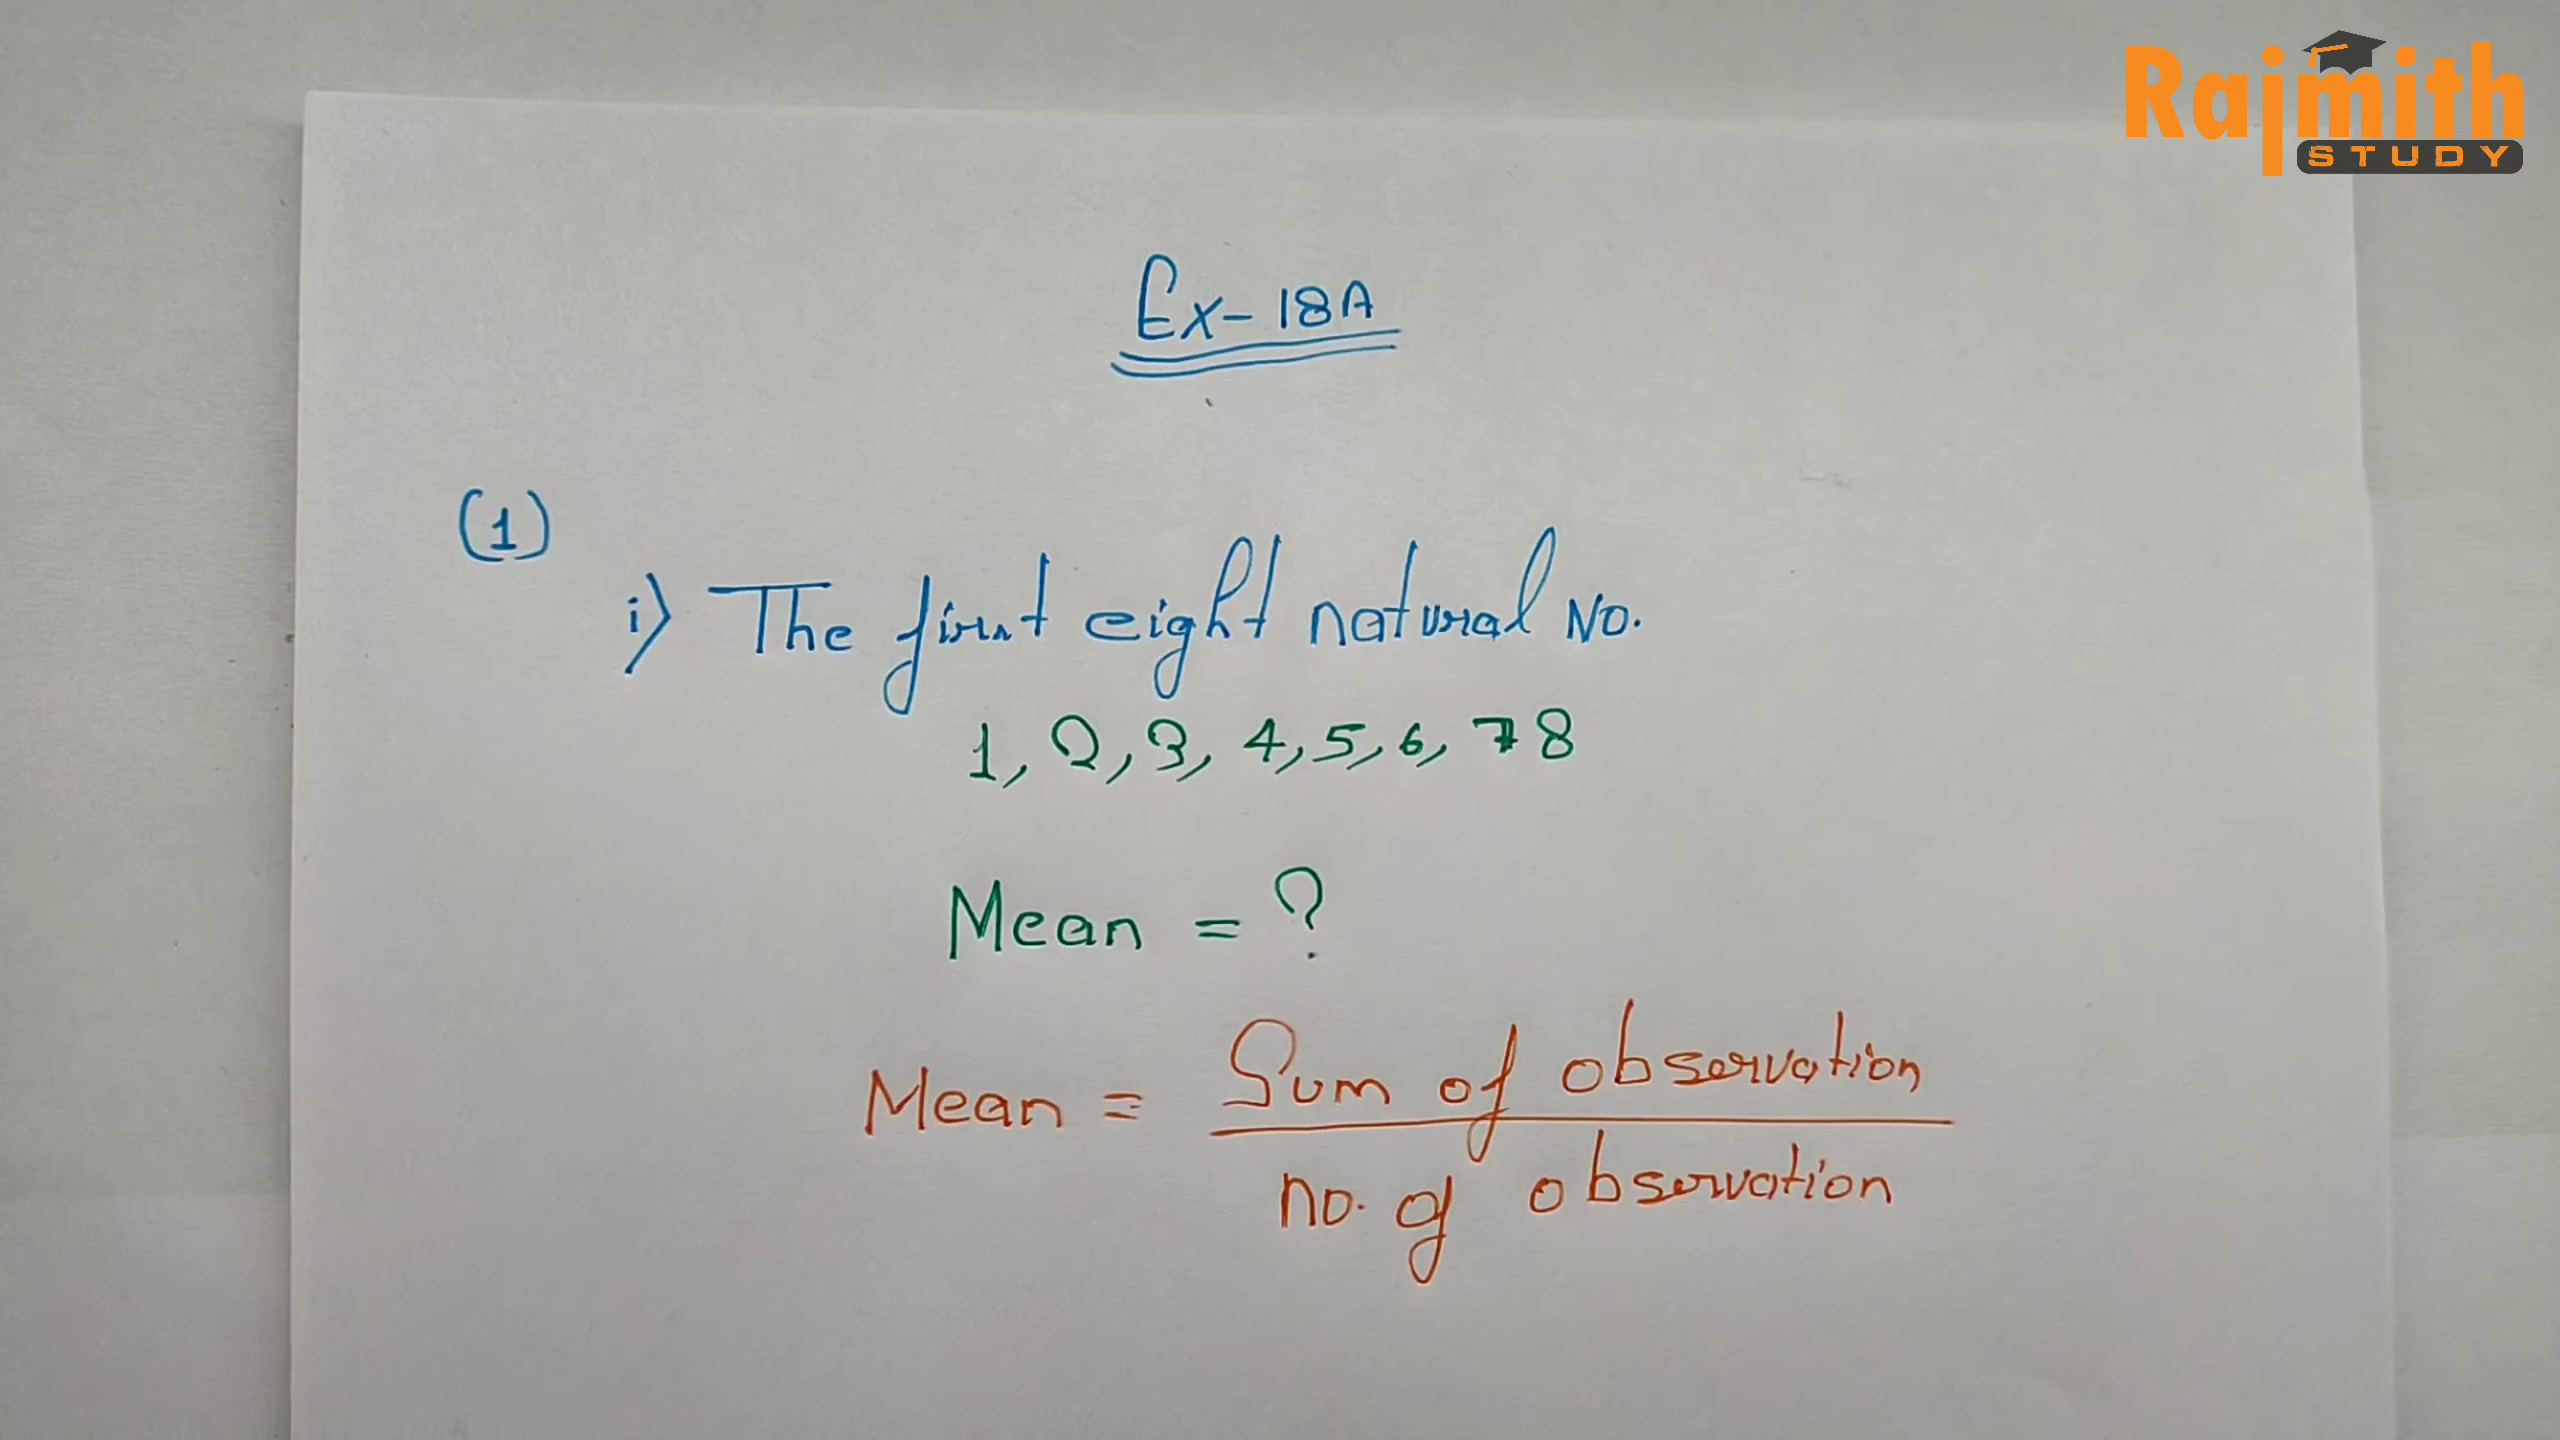 Rajmith
STUDY
Ex-18A
(1)
i) The first eight natural No.
1, 2, 3, 4, 5, 6, 7 8
Mean = ?
Mean = Sum of observation
no. of observation